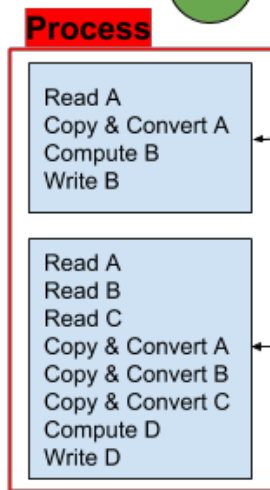 Process
Read A
Copy & Convert A
Compute B
Write B
Read A
Read B
Read C
Copy & Convert A
Copy & Convert B
Copy & Convert C
Compute D
Write D